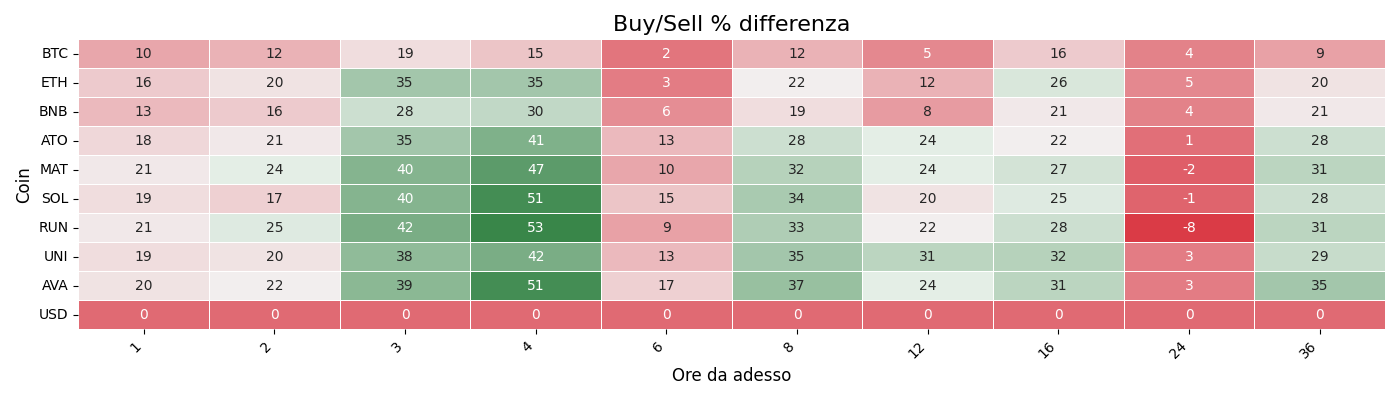 Buy/Sell % differenza
Coin
BTC 10 12 19 15 2 12 5 16 4 9
ETH 16 20 35 35 3 22 12 26 5 20
BNB 13 16 28 30 6 19 8 21 4 21
ATO 18 21 35 41 13 28 24 22 1 28
MAT 21 24 40 47 10 32 24 27 -2 31
SOL 19 17 40 51 15 34 20 25 -1 28
RUN 21 25 42 53 9 33 22 28 -8 31
UNI 19 20 38 42 13 35 31 32 3 29
AVA 20 22 39 51 17 37 24 31 3 35
USD 0 0 0 0 0 0 0 0 0 0
1 2 3 4 6 8 12 16 24 36
Ore da adesso